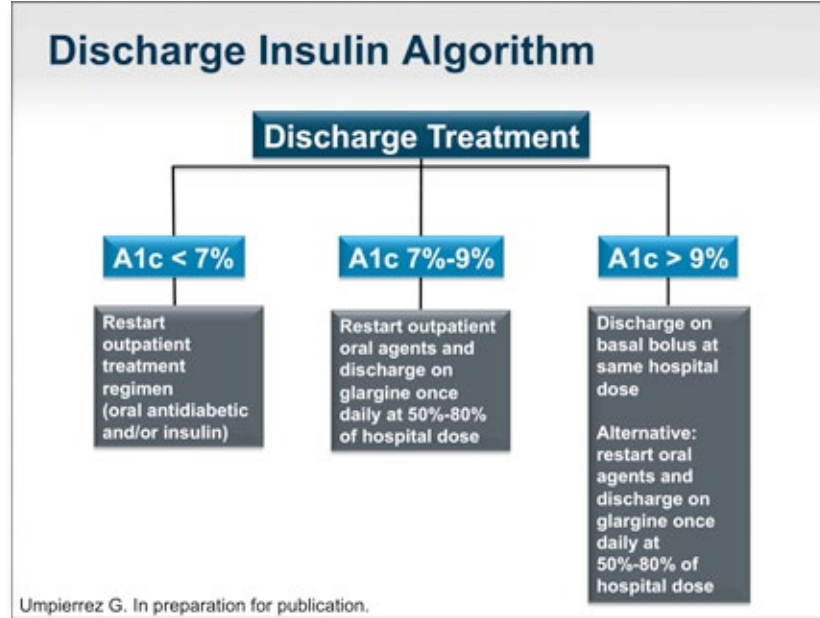 Discharge Insulin Algorithm
Discharge Treatment
A1c < 7%
Restart
outpatient
treatment
regimen
(oral antidiabetic
and/or insulin)
A1c 7%-9%
Restart outpatient
oral agents and
discharge on
glargine once
daily at 50%-80%
of hospital dose
A1c > 9%
Discharge on
basal bolus at
same hospital
dose
Alternative:
restart oral
agents and
discharge on
glargine once
daily at
50%-80% of
hospital dose
Umpierrez G. In preparation for publication.